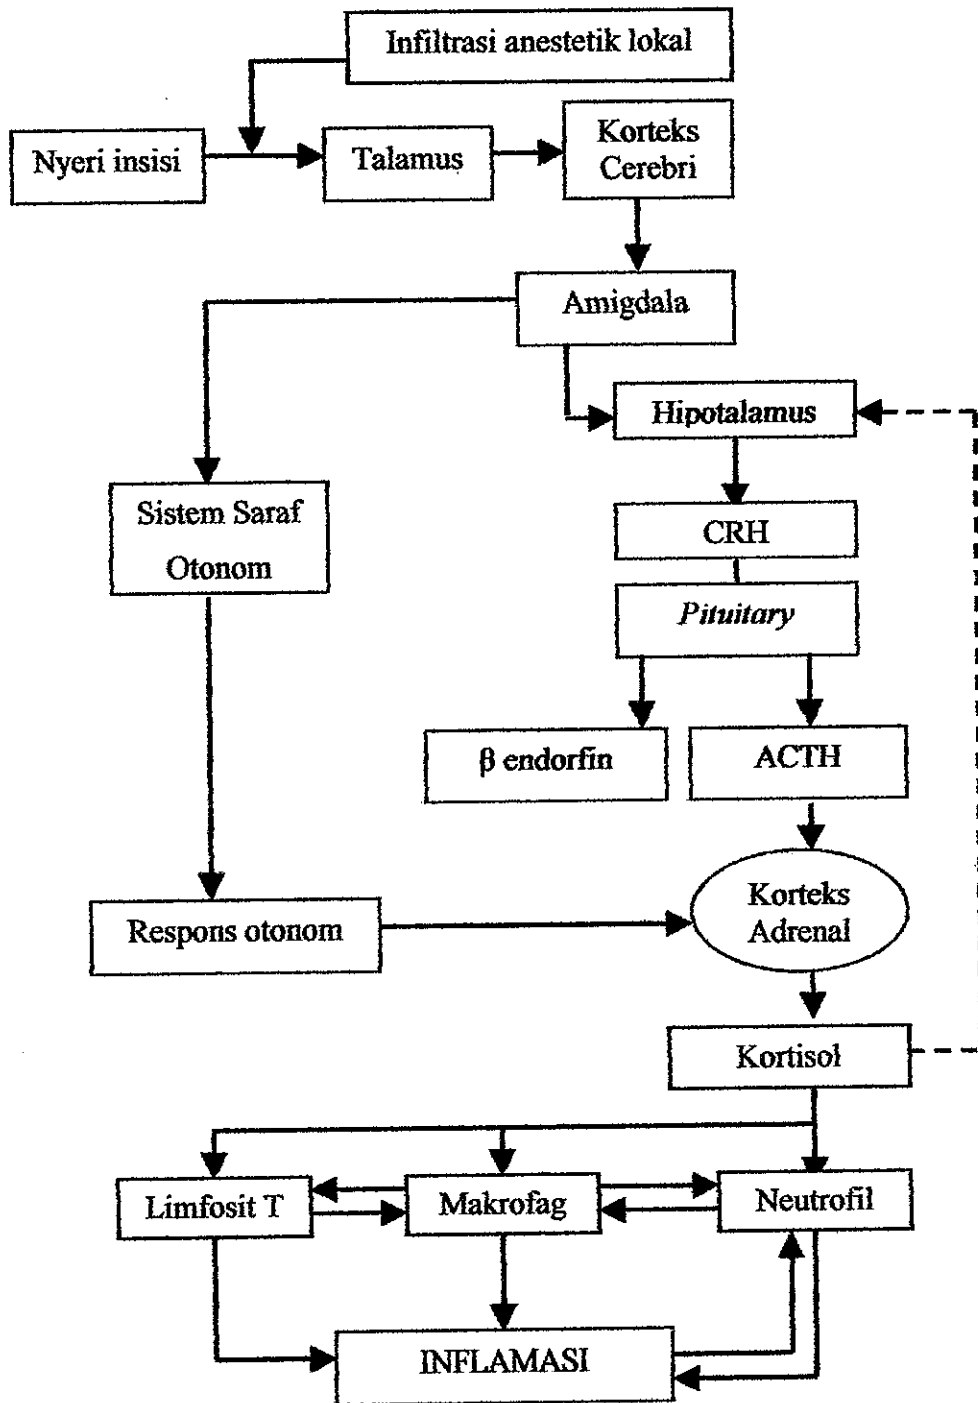 Infiltrasi anestetik lokal
Nyeri insisi
Talamus
Korteks
Cerebri
Amigdala
Hipotalamus
Sistem Saraf
Otonom
CRH
Pituitary
β endorfin
ACTH
Respons otonom
Korteks
Adrenal
Kortisol
Limfosit T
Makrofag
Neutrofil
INFLAMASI